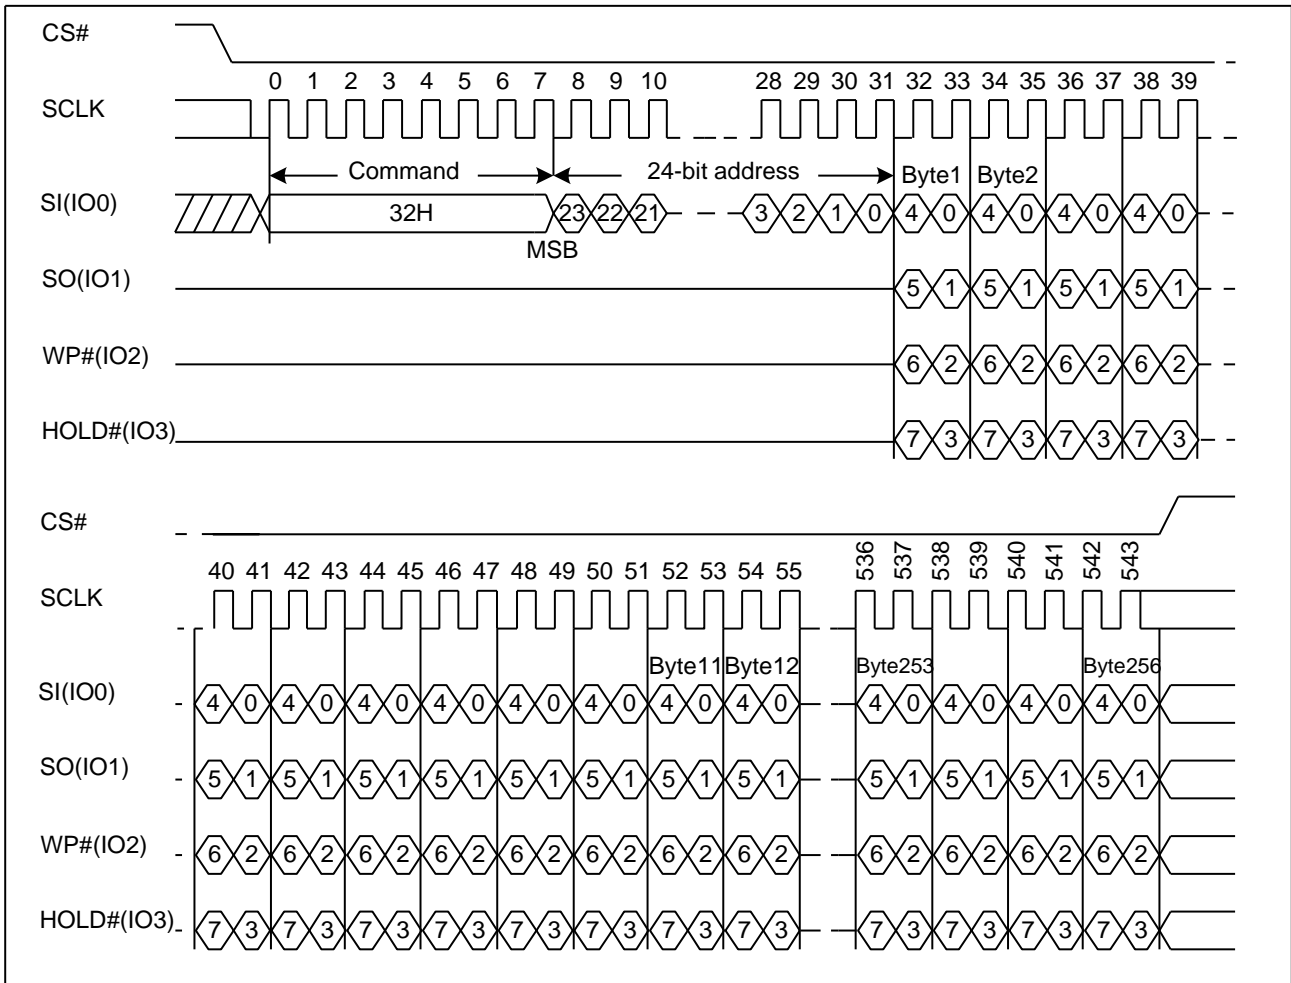 CS#
0 1 2 3 4 5 6 7 8 9 10 28 29 30 31 32 33 34 35 36 37 38 39
SCLK
Command 24-bit address Byte1 Byte2
SI(IO0) 32H 23 22 21 3 2 1 0 4 0 4 0 4 0 4 0
MSB
SO(IO1) 5 1 5 1 5 1 5 1
WP#(IO2) 6 2 6 2 6 2 6 2
HOLD#(IO3) 7 3 7 3 7 3 7 3
CS#
40 41 42 43 44 45 46 47 48 49 50 51 52 53 54 55 536 537 538 539 540 541 542 543
SCLK
Byte11 Byte12 Byte253 Byte256
SI(IO0) 4 0 4 0 4 0 4 0 4 0 4 0 4 0 4 0 4 0 4 0 4 0 4 0
SO(IO1) 5 1 5 1 5 1 5 1 5 1 5 1 5 1 5 1 5 1 5 1 5 1 5 1
WP#(IO2) 6 2 6 2 6 2 6 2 6 2 6 2 6 2 6 2 6 2 6 2 6 2 6 2
HOLD#(IO3) 7 3 7 3 7 3 7 3 7 3 7 3 7 3 7 3 7 3 7 3 7 3 7 3